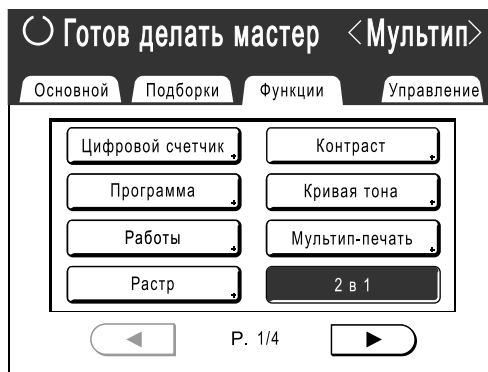 Готов делать мастер <Мультип>
Основной Подборки Функции Управление
Цифровой счетчик Контраст
Программа Кривая тона
Работы Мультип-печать
Растр 2 в 1
P. 1/4